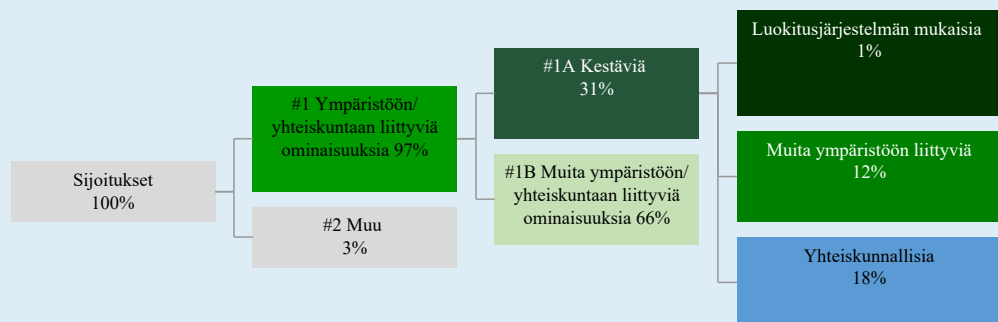 Sijoitukset
100%
#1 Ympäristöön/
yhteiskuntaan liittyviä
ominaisuuksia 97%
#2 Muu
3%
#1A Kestäviä
31%
#1B Muita ympäristöön/
yhteiskuntaan liittyviä
ominaisuuksia 66%
Luokitusjärjestelmän mukaisia
1%
Muita ympäristöön liittyviä
12%
Yhteiskunnallisia
18%